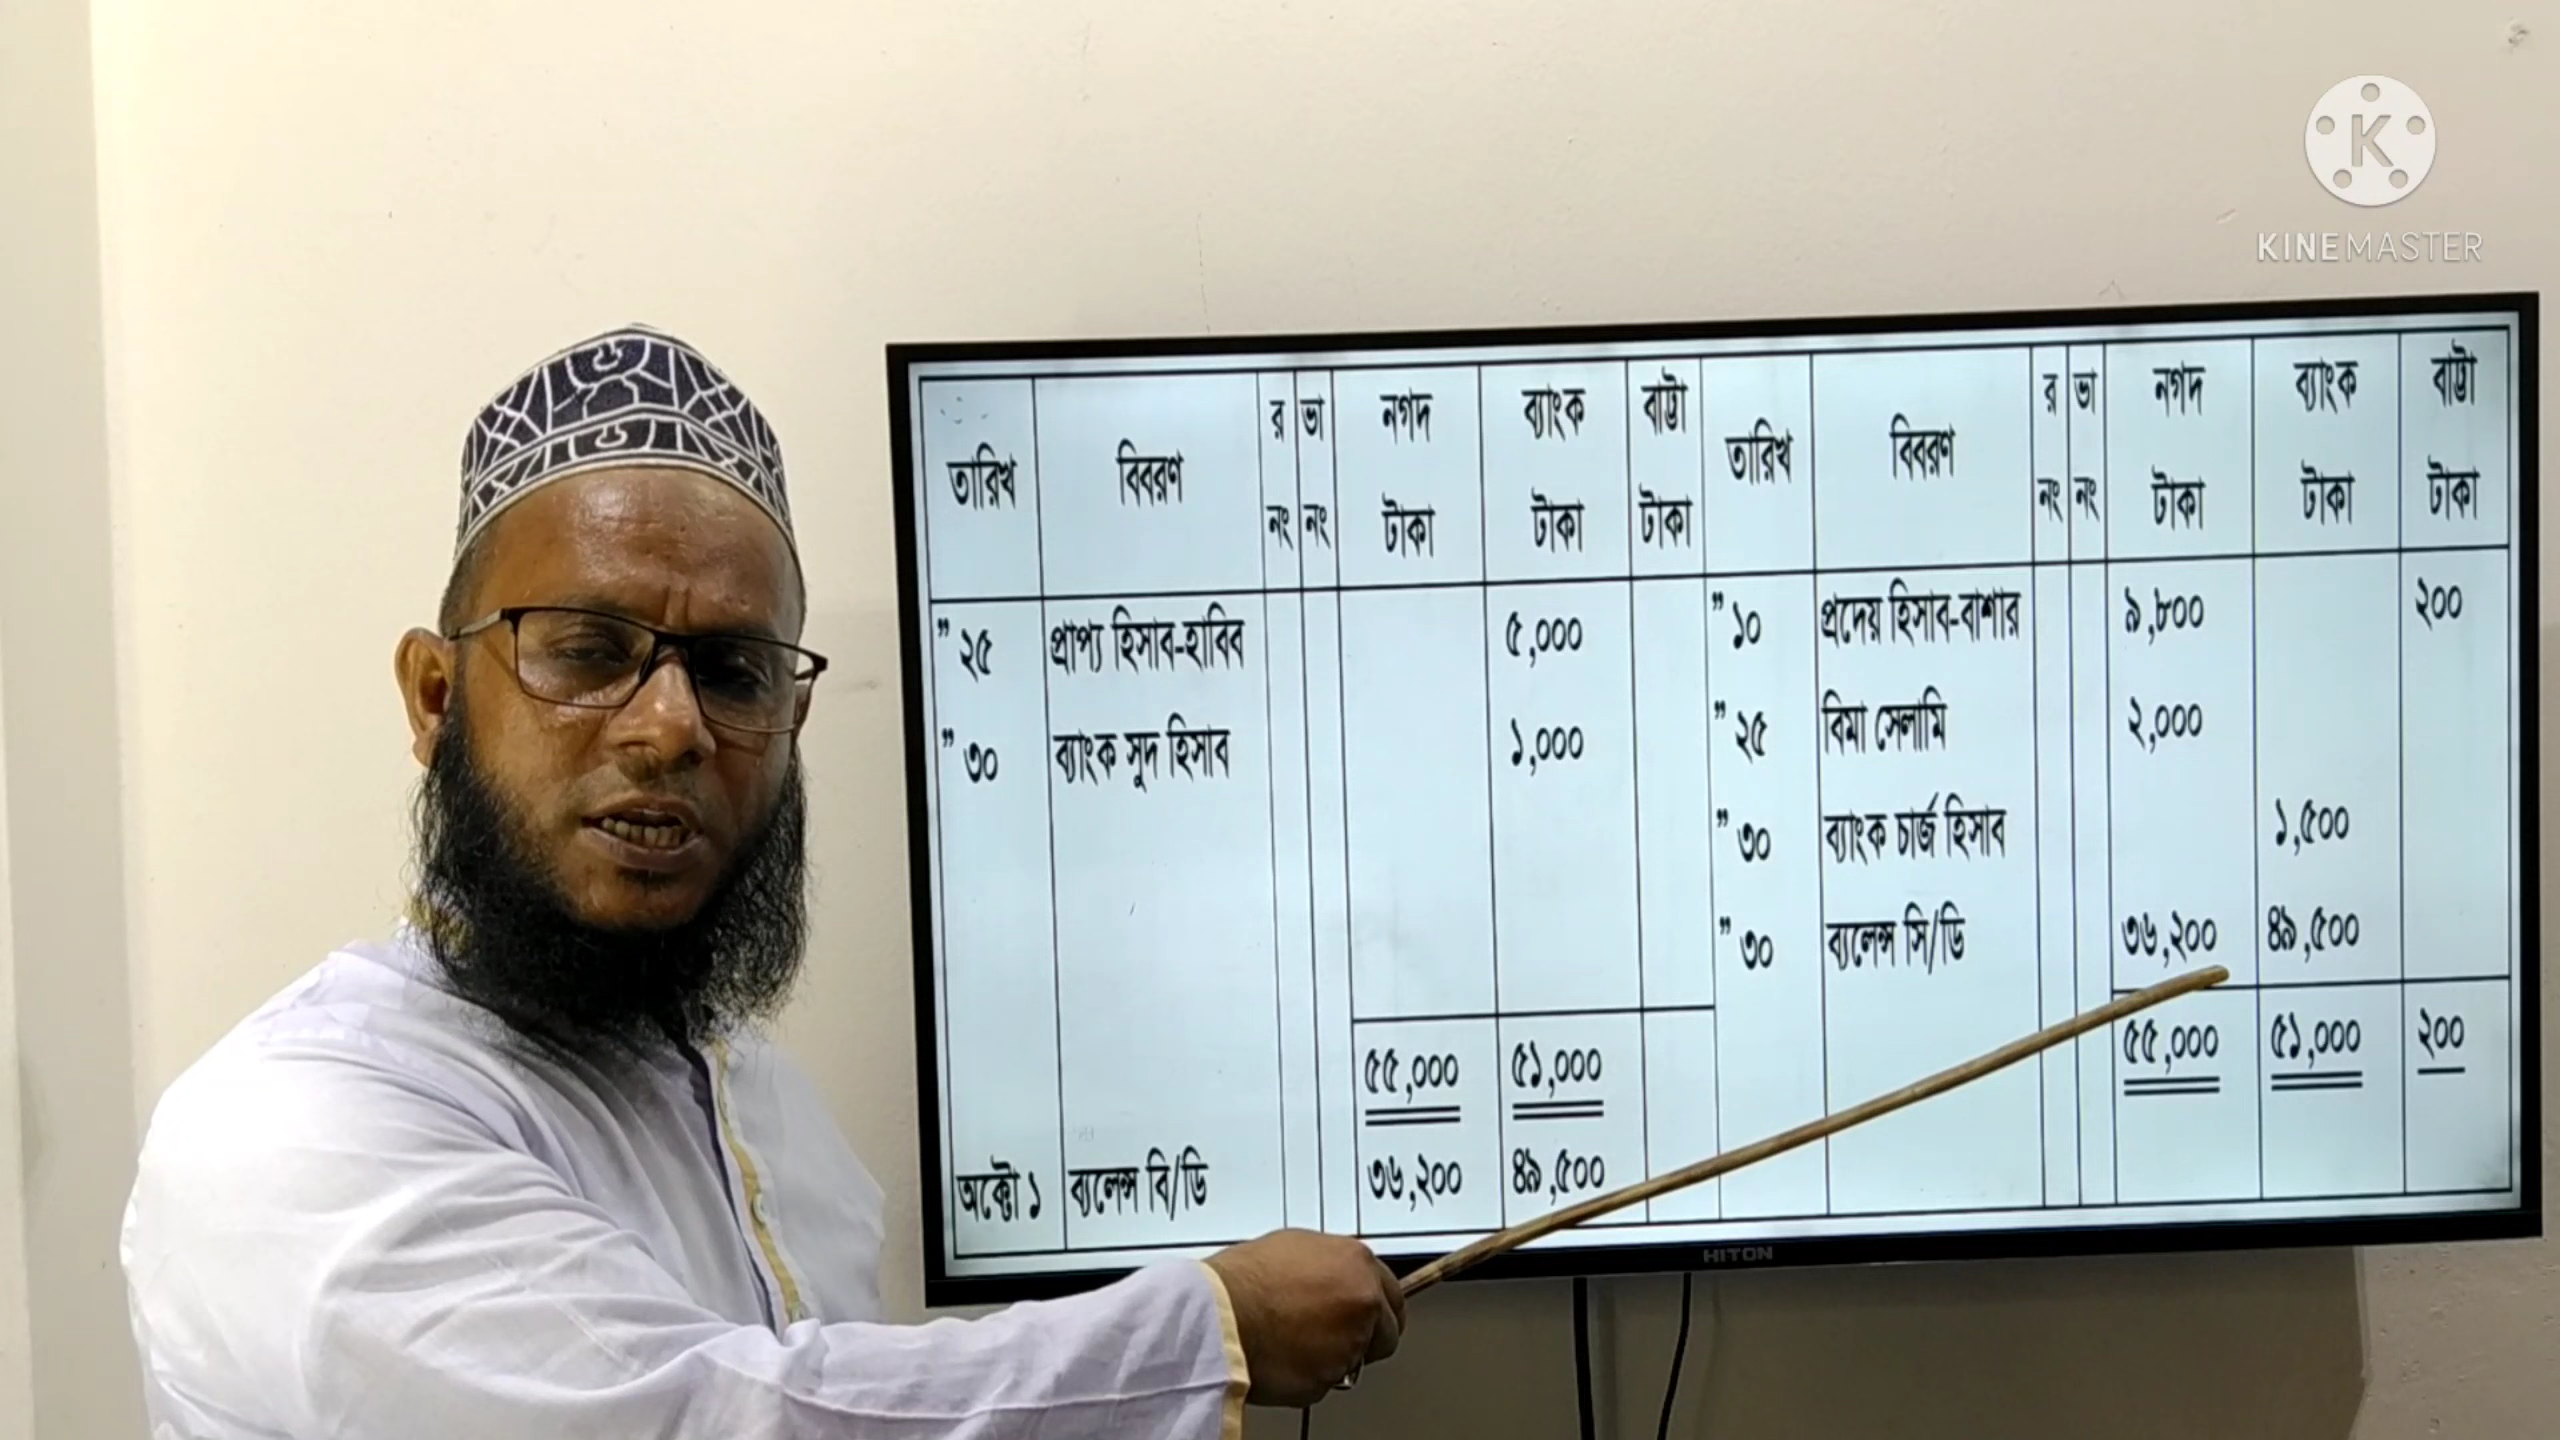 K
KINEMASTER
তারিখ বিবরণ র নং ভা নং নগদ টাকা ব্যাংক টাকা বাট্টা টাকা তারিখ বিবরণ র নং ভা নং নগদ টাকা ব্যাংক টাকা বাট্টা টাকা
” ২৫ প্রাপ্য হিসাব-হাবিব ৫,০০০ ” ১০ প্রদেয় হিসাব-বাশার ৯,৮০০ ২০০
” ৩০ ব্যাংক সুদ হিসাব ১,০০০ ” ২৫ বিমা সেলামি ২,০০০
” ৩০ ব্যাংক চার্জ হিসাব ১,৫০০
” ৩০ ব্যলেন্স সি/ডি ৩৬,২০০ ৪৯,৫০০
৫৫,০০০ ৫১,০০০ ৫৫,০০০ ৫১,০০০ ২০০
অক্টো ১ ব্যলেন্স বি/ডি ৩৬,২০০ ৪৯,৫০০
HITON